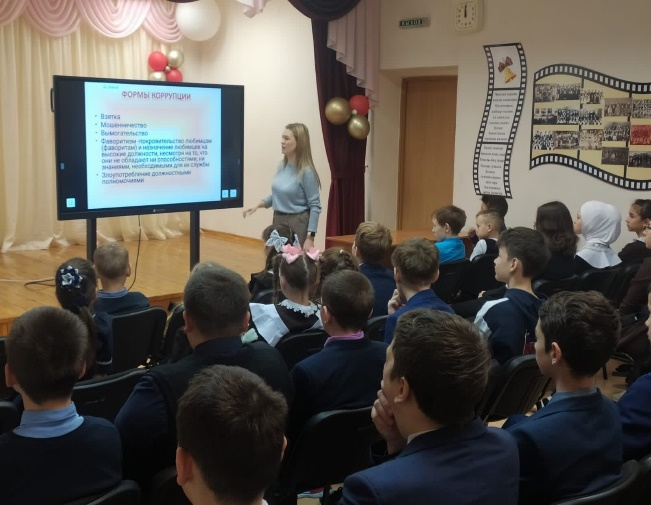 ФОРМЫ КОРРУПЦИИ
• Взятка
• Мошенничество
• Вымогательство
• Фаворитизм -покровительство любимцам
(фаворитам) и назначение любимцев на
высокие должности, несмотря на то, что
они не обладают ни способностями, ни
знаниями, необходимыми для их службы
• Злоупотребление должностными
полномочиями